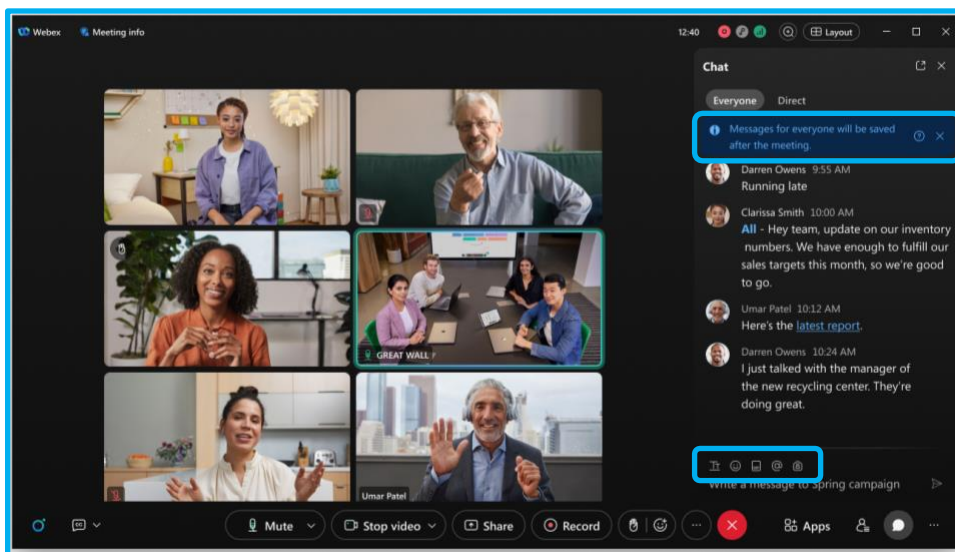 Webex Meeting info 12:40 Layout
Chat
Everyone Direct
Messages for everyone will be saved
after the meeting.
Darren Owens 9:55 AM
Running late
Clarissa Smith 10:00 AM
All - Hey team, update on our inventory
numbers. We have enough to fulfill our
sales targets this month, so we're good
to go.
Umar Patel 10:12 AM
Here's the latest report.
Darren Owens 10:24 AM
I just talked with the manager of
the new recycling center. They're
doing great.
GREAT WALL
Umar Patel
Write a message to Spring campaign
CC Mute Stop video Share Record Apps